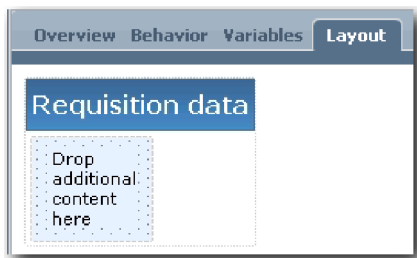 Overview Behavior Variables Layout
Requisition data
Drop
additional
content
here